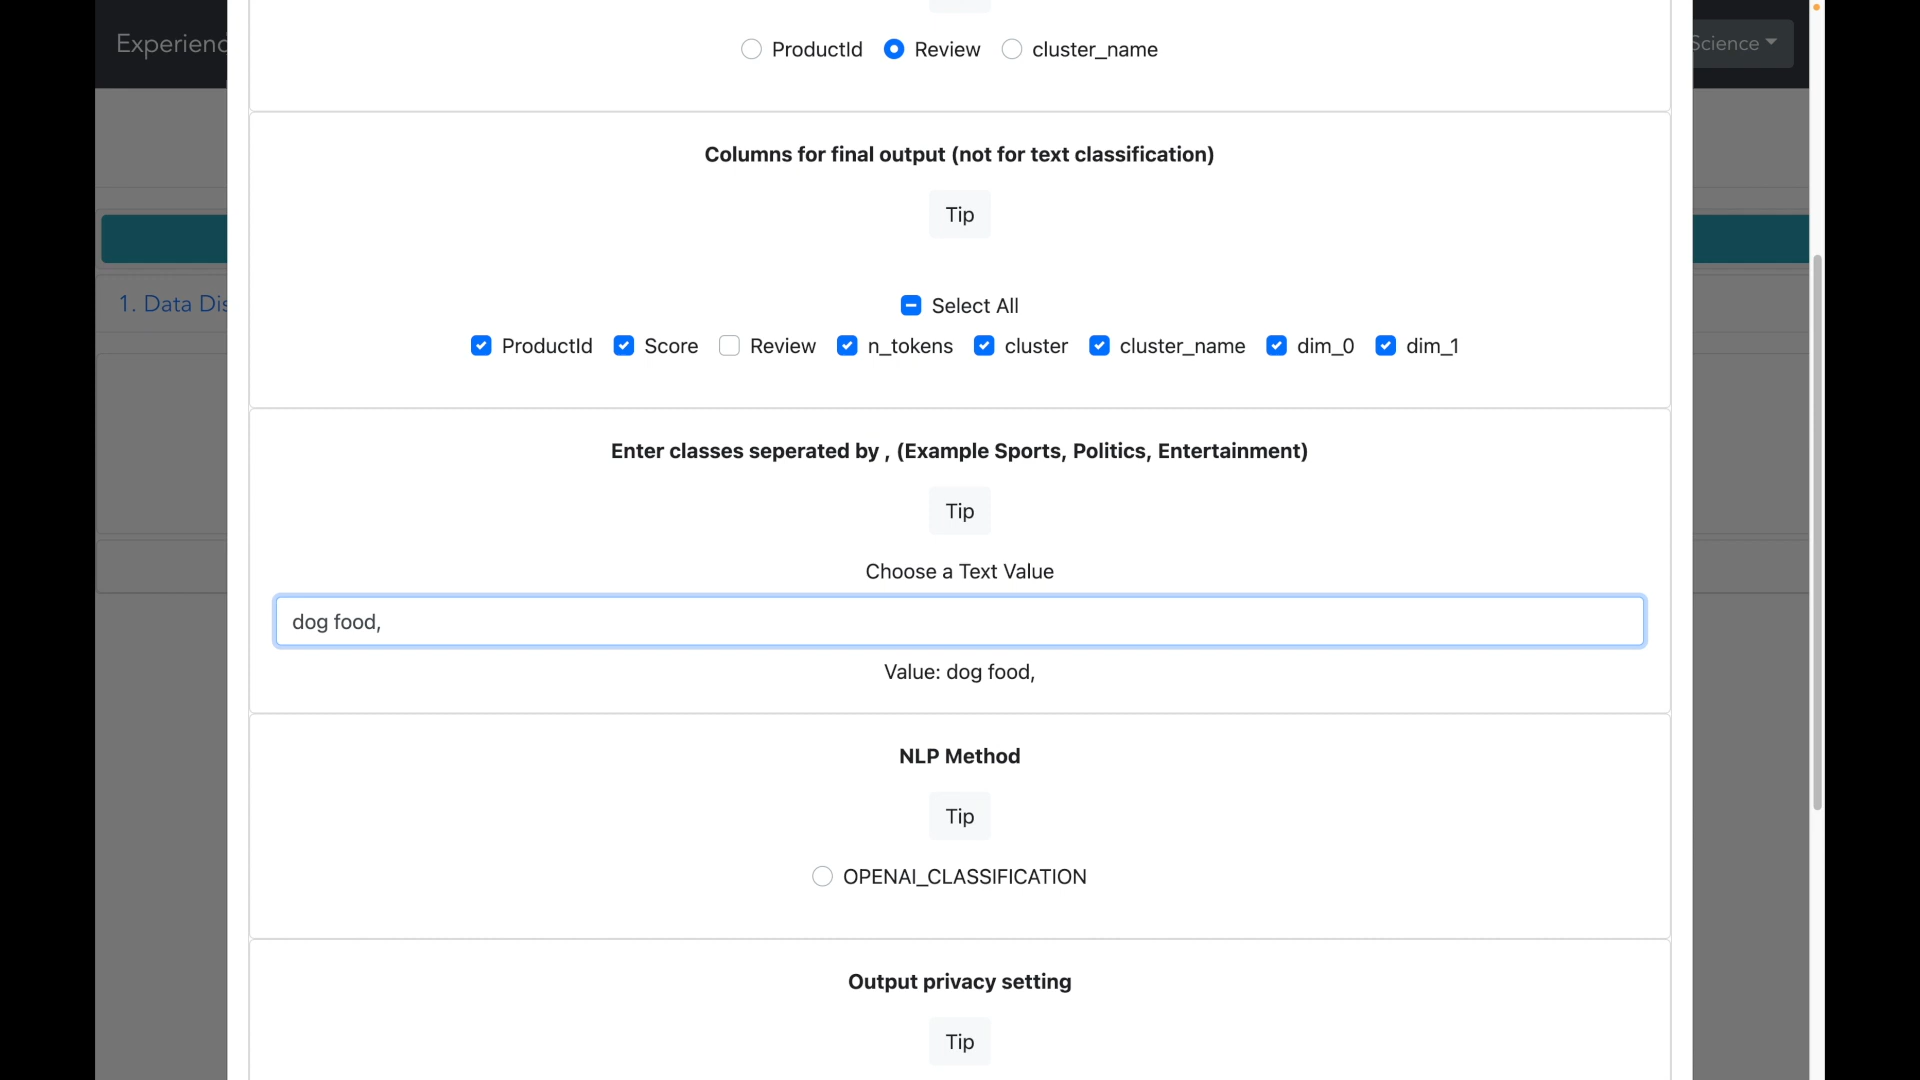 Experienc
Science
ProductId Review cluster_name
Columns for final output (not for text classification)
Tip
1. Data Dis
Select All
ProductId Score Review n_tokens cluster cluster_name dim_0 dim_1
Enter classes seperated by , (Example Sports, Politics, Entertainment)
Tip
Choose a Text Value
dog food,
Value: dog food,
NLP Method
Tip
OPENAI_CLASSIFICATION
Output privacy setting
Tip